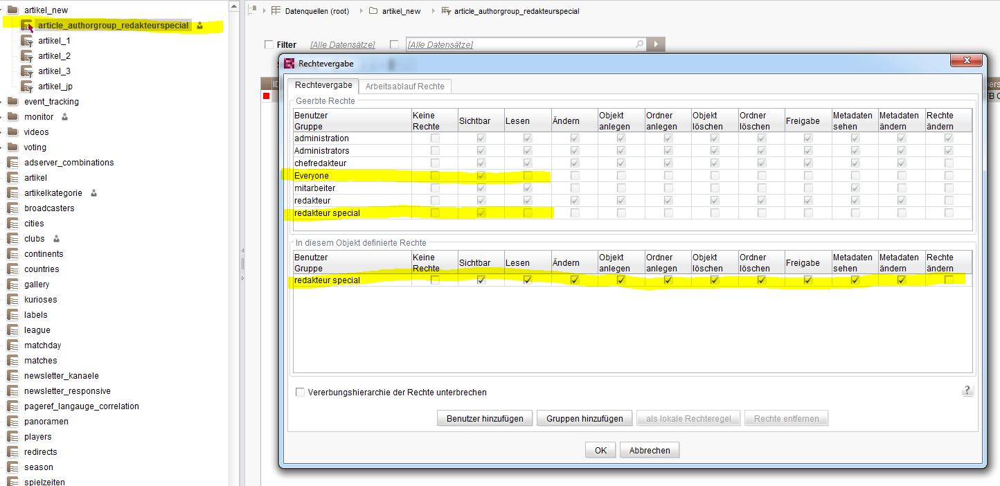 artikel_new
article_authorgroup_redakteurspecial
artikel_1
artikel_2
artikel_3
artikel_jp
event_tracking
monitor
videos
voting
adserver_combinations
artikel
artikelkategorie
broadcasters
cities
clubs
continents
countries
gallery
kurioses
labels
league
matchday
matches
newsletter_kanaele
newsletter_responsive
pageref_langauge_correlation
panoramen
players
redirects
season
spielzeiten
Datenquellen (root) artikel_new article_authorgroup_redakteurspecial
Filter [Alle Datensätze] [Alle Datensätze]
Rechtevergabe
Rechtevergabe Arbeitsablauf Rechte
Geerbte Rechte
Benutzer Gruppe Keine Rechte Sichtbar Lesen Ändern Objekt anlegen Ordner anlegen Objekt löschen Ordner löschen Freigabe Metadaten sehen Metadaten ändern Rechte ändern
administration
Administrators
chefredakteur
Everyone
mitarbeiter
redakteur
redakteur special
In diesem Objekt definierte Rechte
Benutzer Gruppe Keine Rechte Sichtbar Lesen Ändern Objekt anlegen Ordner anlegen Objekt löschen Ordner löschen Freigabe Metadaten sehen Metadaten ändern Rechte ändern
redakteur special
Vererbungshierarchie der Rechte unterbrechen
?
Benutzer hinzufügen Gruppen hinzufügen als lokale Rechteregel Rechte entfernen
OK Abbrechen